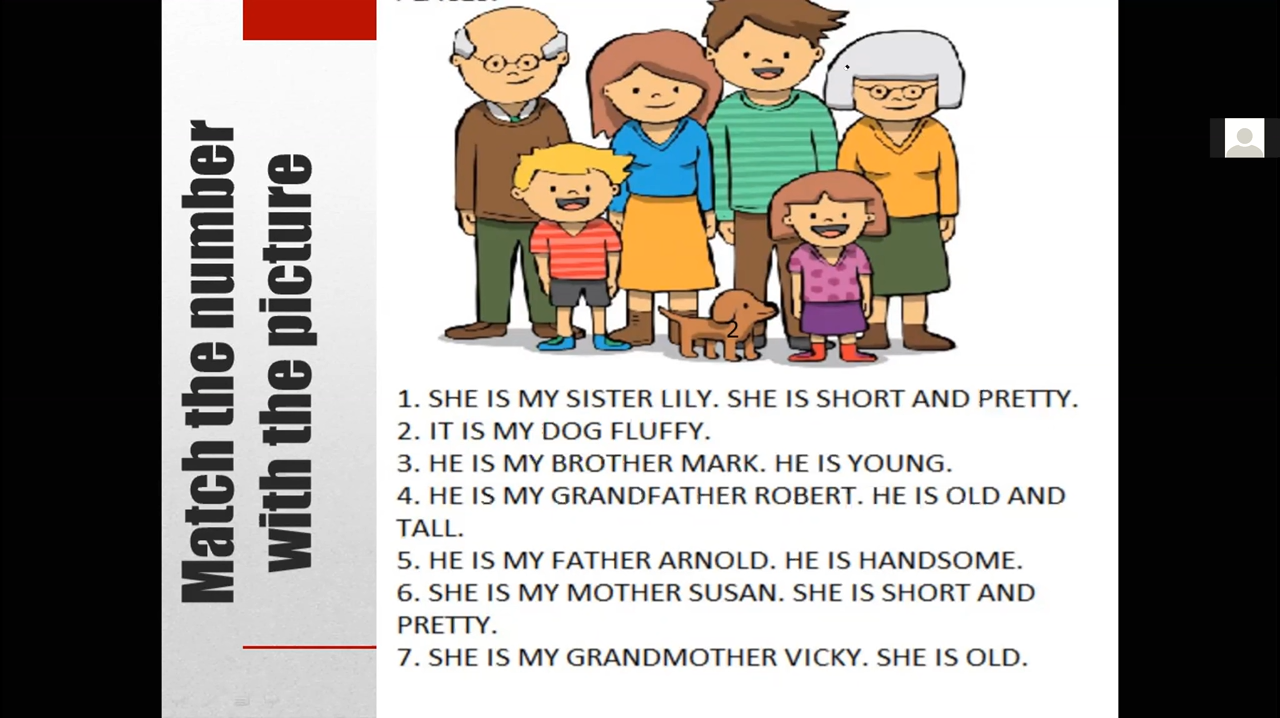 Match the number
with the picture
2
1. SHE IS MY SISTER LILY. SHE IS SHORT AND PRETTY.
2. IT IS MY DOG FLUFFY.
3. HE IS MY BROTHER MARK. HE IS YOUNG.
4. HE IS MY GRANDFATHER ROBERT. HE IS OLD AND
TALL.
5. HE IS MY FATHER ARNOLD. HE IS HANDSOME.
6. SHE IS MY MOTHER SUSAN. SHE IS SHORT AND
PRETTY.
7. SHE IS MY GRANDMOTHER VICKY. SHE IS OLD.